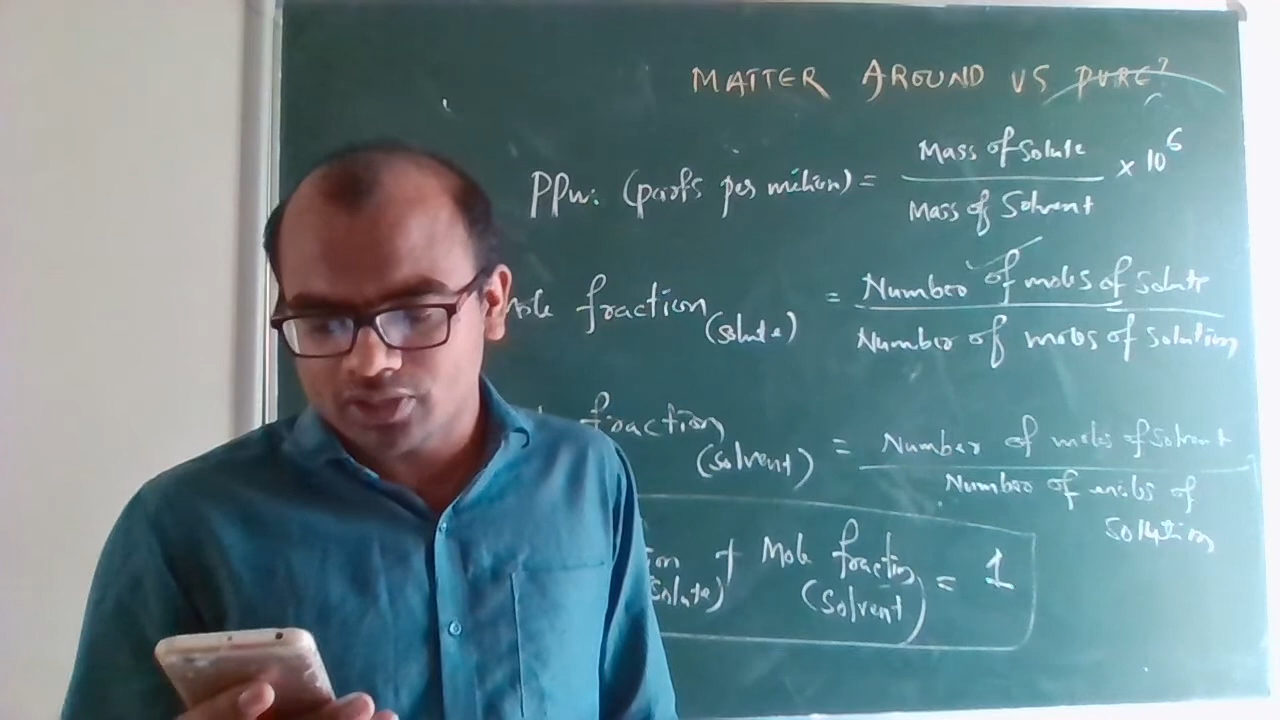 MATTER AROUND US PURE?
PPm: (parts per million) = Mass of Solute
Mass of Solvent
× 10⁶
fraction (solute) = Number of moles of solute
Number of moles of solution
fraction (solvent) = Number of moles of solvent
Number of moles of
solution
+ Mole fraction (solvent) = 1
(solute)